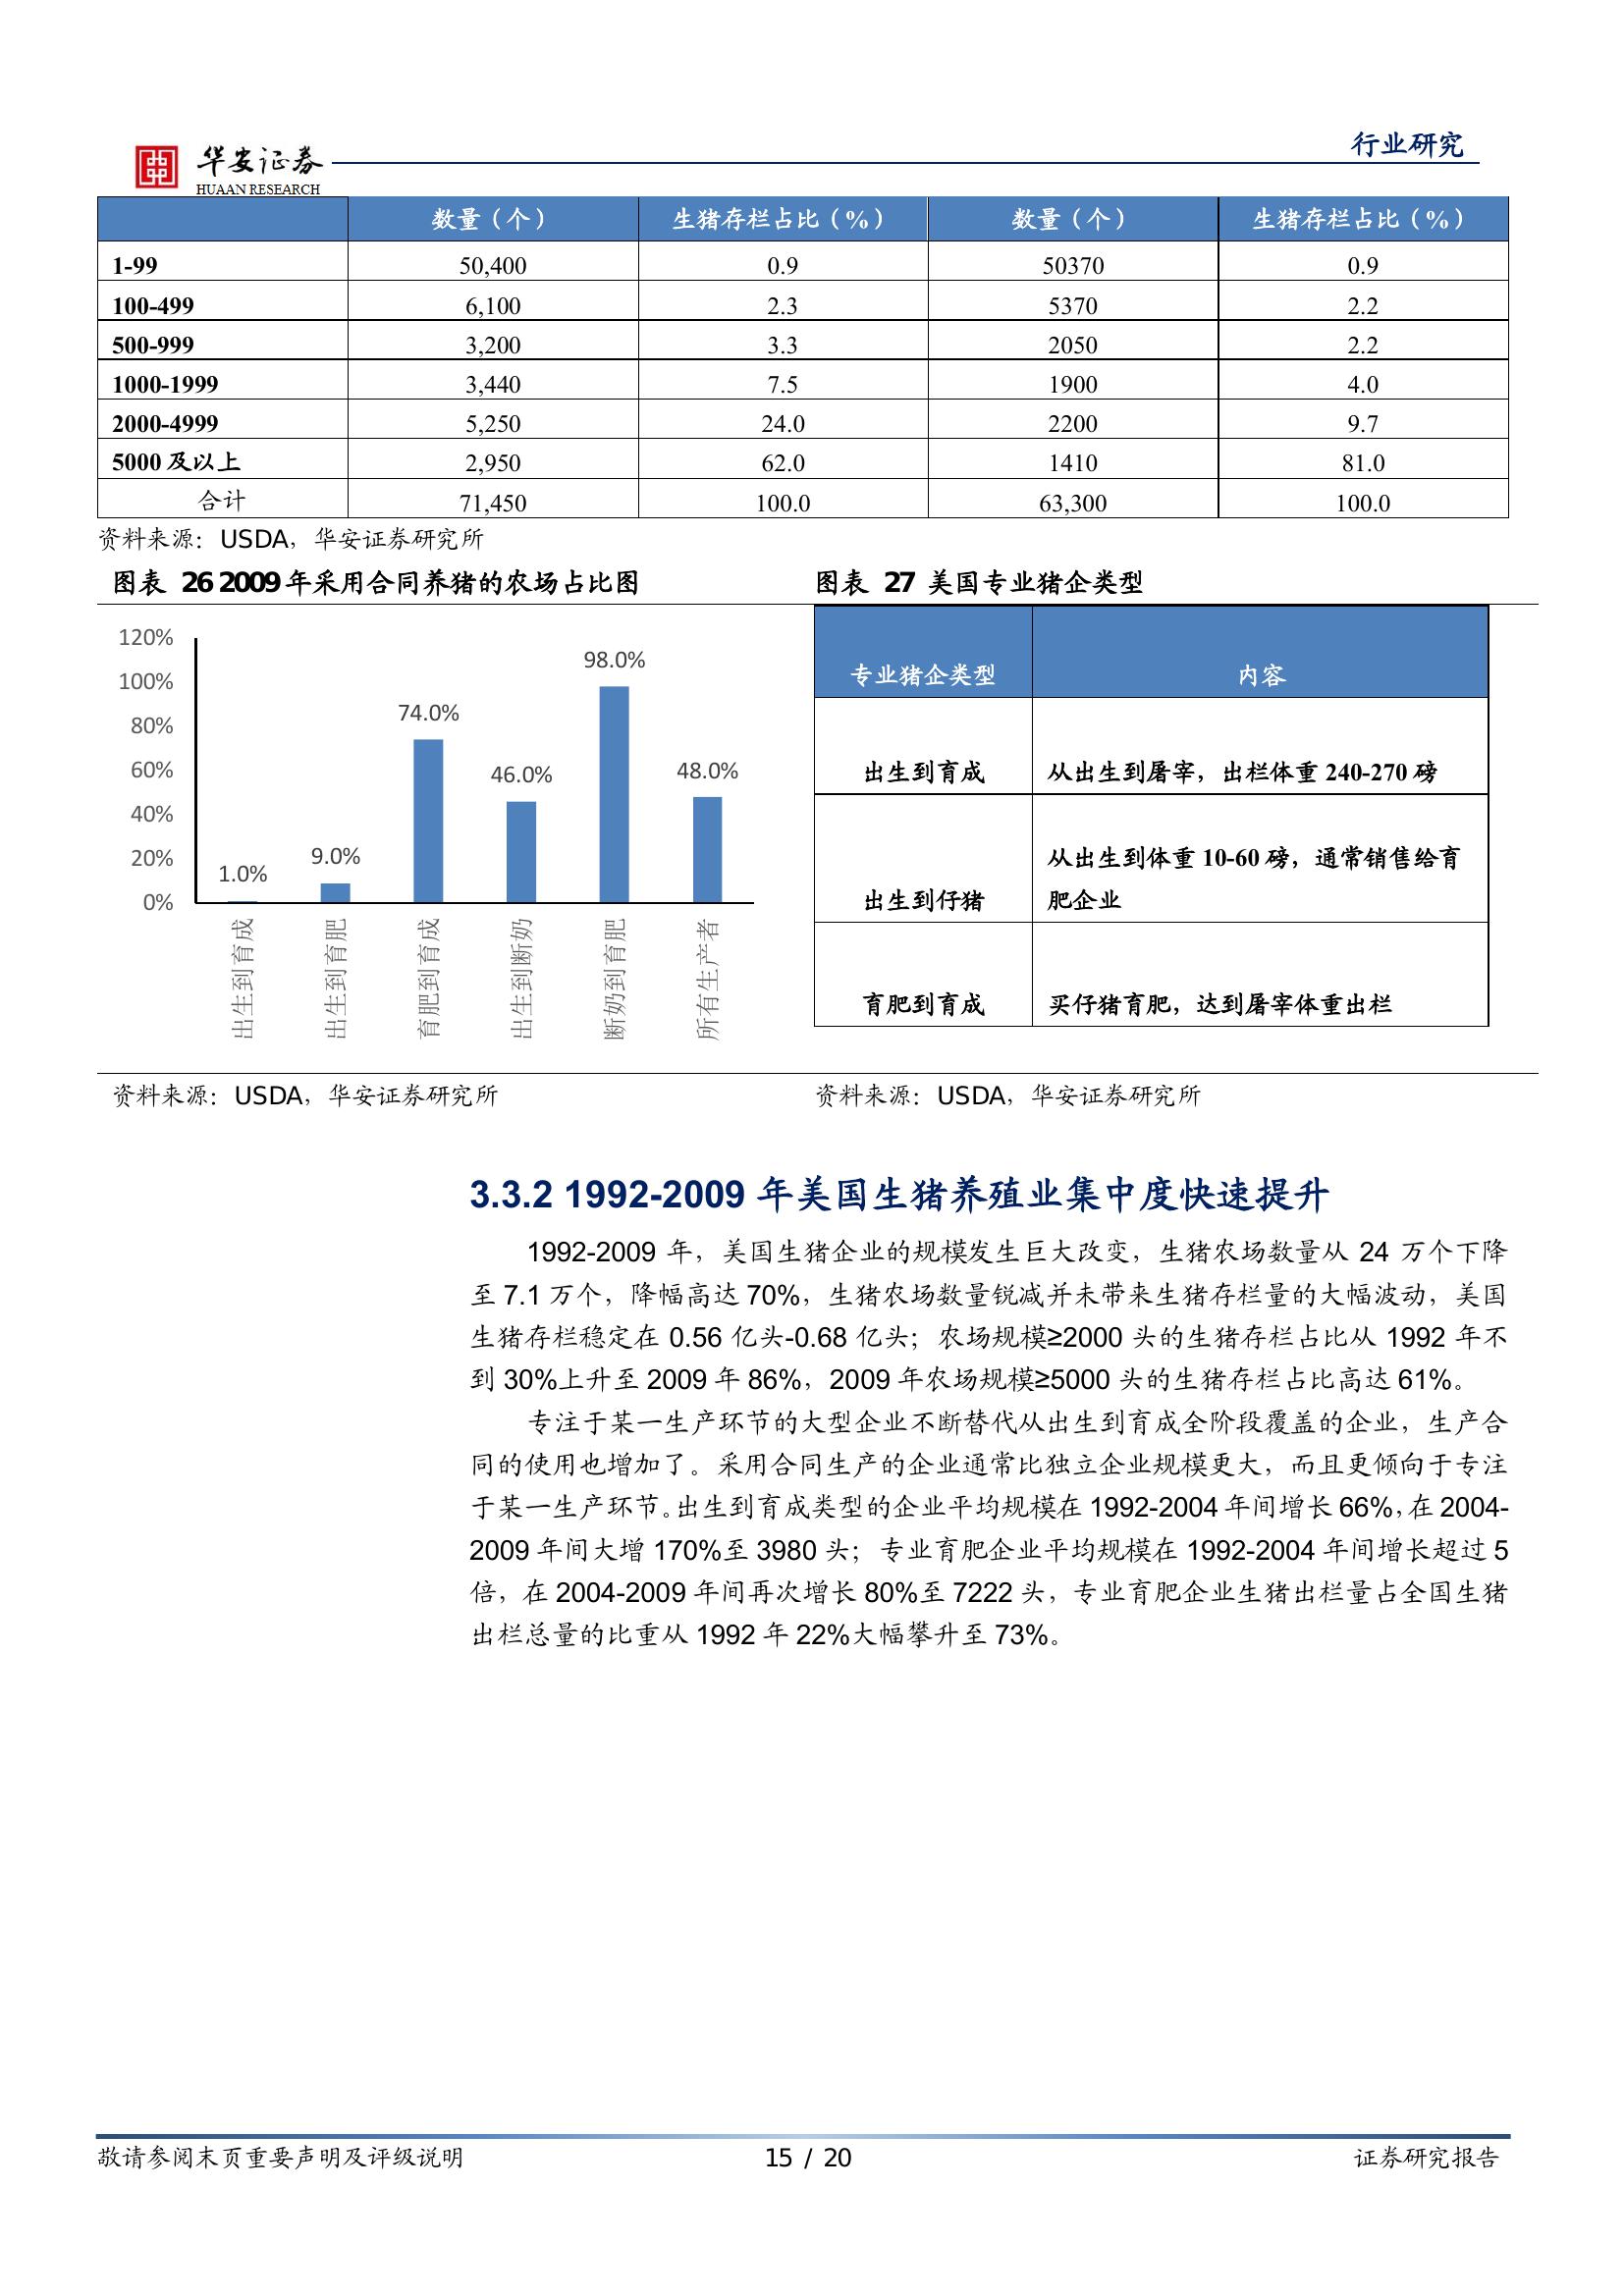 行业研究
华安证券
HUAAN RESEARCH
数量（个） 生猪存栏占比（%） 数量（个） 生猪存栏占比（%）
1-99 50,400 0.9 50370 0.9
100-499 6,100 2.3 5370 2.2
500-999 3,200 3.3 2050 2.2
1000-1999 3,440 7.5 1900 4.0
2000-4999 5,250 24.0 2200 9.7
5000及以上 2,950 62.0 1410 81.0
合计 71,450 100.0 63,300 100.0
资料来源：USDA，华安证券研究所
图表 26 2009年采用合同养猪的农场占比图
120%
100%
80%
60%
40%
20%
0%
1.0%
9.0%
74.0%
46.0%
98.0%
48.0%
出生到育成
出生到育肥
育肥到育成
出生到断奶
断奶到育肥
所有生产者
资料来源：USDA，华安证券研究所
图表 27 美国专业猪企类型
专业猪企类型 内容
出生到育成 从出生到屠宰，出栏体重 240-270 磅
出生到仔猪 从出生到体重 10-60 磅，通常销售给育
肥企业
育肥到育成 买仔猪育肥，达到屠宰体重出栏
资料来源：USDA，华安证券研究所
3.3.2 1992-2009 年美国生猪养殖业集中度快速提升
1992-2009 年，美国生猪企业的规模发生巨大改变，生猪农场数量从 24 万个下降
至 7.1 万个，降幅高达 70%，生猪农场数量锐减并未带来生猪存栏量的大幅波动，美国
生猪存栏稳定在 0.56 亿头-0.68 亿头；农场规模≥2000 头的生猪存栏占比从 1992 年不
到 30%上升至 2009 年 86%，2009 年农场规模≥5000 头的生猪存栏占比高达 61%。
专注于某一生产环节的大型企业不断替代从出生到育成全阶段覆盖的企业，生产合
同的使用也增加了。采用合同生产的企业通常比独立企业规模更大，而且更倾向于专注
于某一生产环节。出生到育成类型的企业平均规模在 1992-2004 年间增长 66%，在 2004-
2009 年间大增 170%至 3980 头；专业育肥企业平均规模在 1992-2004 年间增长超过 5
倍，在 2004-2009 年间再次增长 80%至 7222 头，专业育肥企业生猪出栏量占全国生猪
出栏总量的比重从 1992 年 22%大幅攀升至 73%。
敬请参阅末页重要声明及评级说明 15 / 20 证券研究报告